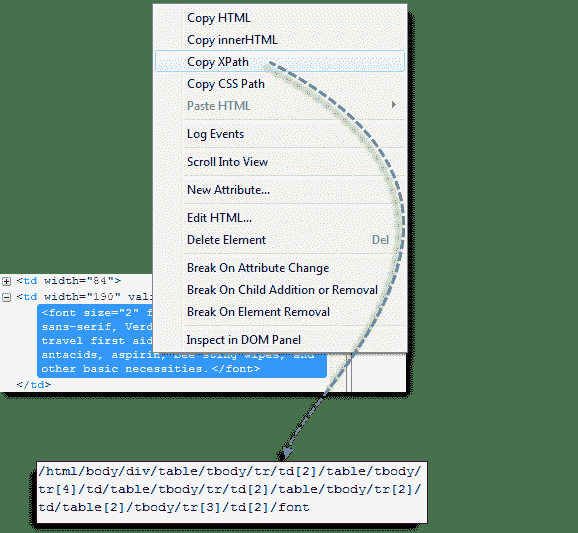 Copy HTML
Copy innerHTML
Copy XPath
Copy CSS Path
Paste HTML
Log Events
Scroll Into View
New Attribute...
Edit HTML...
Delete Element Del
Break On Attribute Change
Break On Child Addition or Removal
Break On Element Removal
Inspect in DOM Panel
<td width="84">
<td width="190" vali
<font size="2" f
sans-serif, Verd
travel first aid
antacids, aspirin, bee sting wipes, and
other basic necessities.</font>
</td>
/html/body/div/table/tbody/tr/td[2]/table/tbody/
tr[4]/td/table/tbody/tr/td[2]/table/tbody/tr[2]/
td/table[2]/tbody/tr[3]/td[2]/font